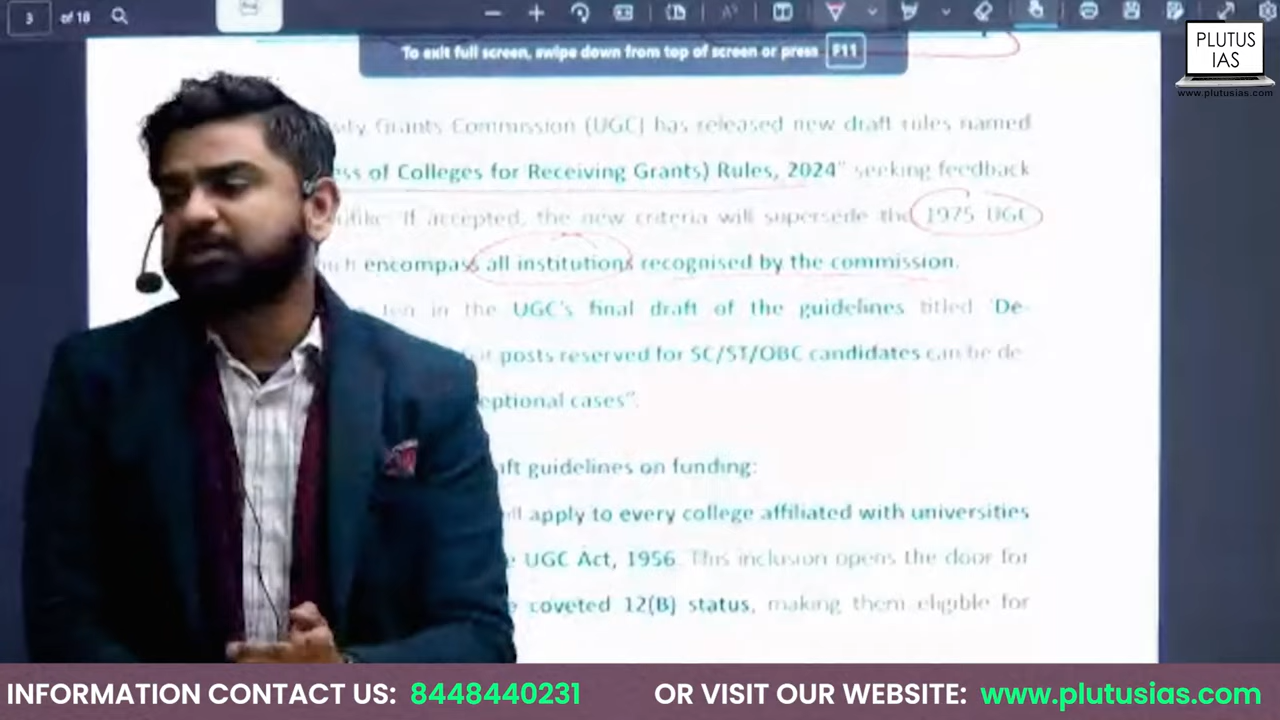 3 of 18
To exit full screen, swipe down from top of screen or press F11
PLUTUS
IAS
www.plutusias.com
Grants Commission (UGC) has released new draft rules named
ss of Colleges for Receiving Grants) Rules, 2024" seeking feedback
If accepted, the new criteria will supersede the 1975 UGC
encompass all institutions recognised by the commission.
in the UGC's final draft of the guidelines titled 'De-
posts reserved for SC/ST/OBC candidates can be de-
eptional cases".
aft guidelines on funding:
apply to every college affiliated with universities
UGC Act, 1956. This inclusion opens the door for
coveted 12(B) status, making them eligible for
INFORMATION CONTACT US: 8448440231 OR VISIT OUR WEBSITE: www.plutusias.com